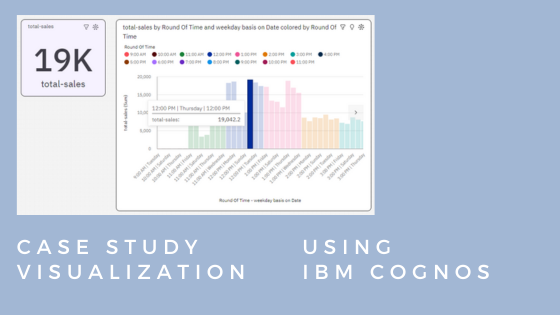 total-sales
19K
total-sales
total-sales by Round Of Time and weekday basis on Date colored by Round Of
Time
Round Of Time
9:00 AM 10:00 AM 11:00 AM 12:00 PM 1:00 PM 2:00 PM 3:00 PM 4:00 PM
5:00 PM 6:00 PM 7:00 PM 8:00 PM 9:00 PM 10:00 PM 11:00 PM
total-sales (Sum)
20,000
15,000
10,000
5,000
0
12:00 PM | Thursday | 12:00 PM
total-sales: 19,042.2
Round Of Time - weekday basis on Date
CASE STUDY
VISUALIZATION
USING
IBM COGNOS